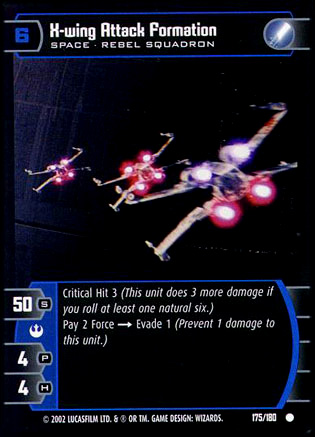 6
X-wing Attack Formation
SPACE · REBEL SQUADRON
50 S
4 P
4 H
Critical Hit 3 (This unit does 3 more damage if
you roll at least one natural six.)
Pay 2 Force → Evade 1 (Prevent 1 damage to
this unit.)
© 2002 LUCASFILM LTD. & ® OR TM. GAME DESIGN: WIZARDS.
175/180